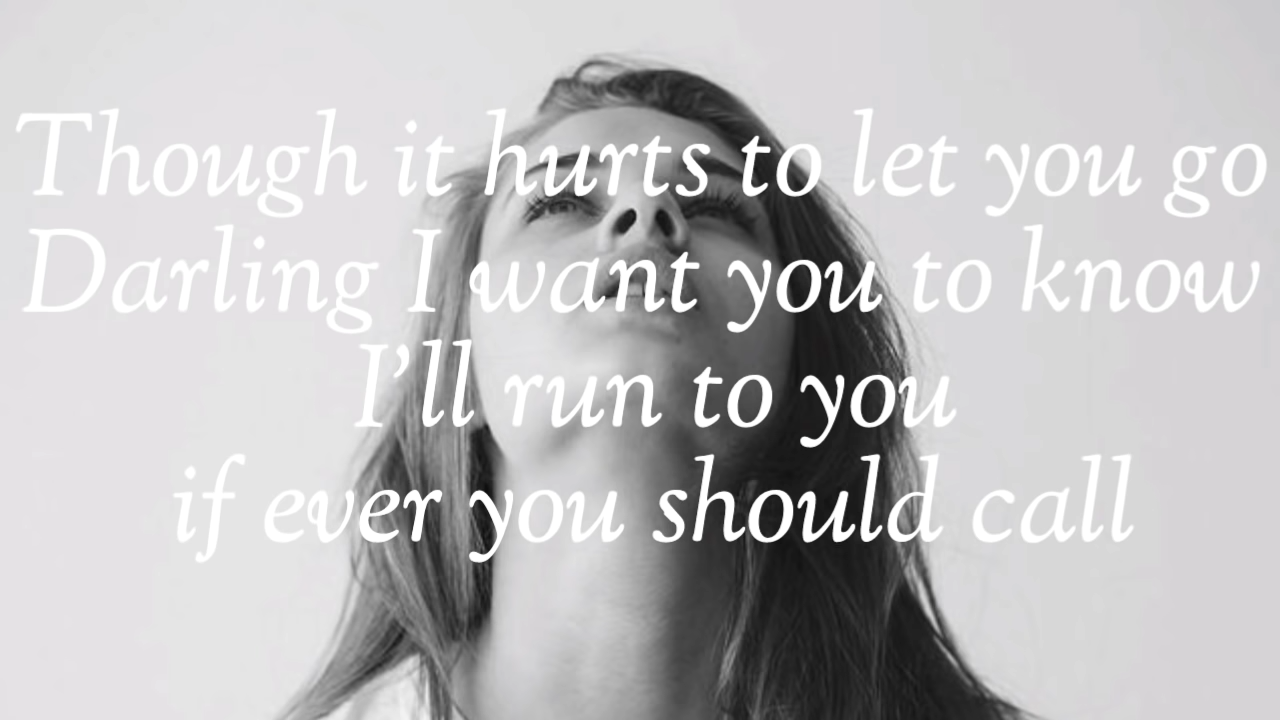 Though it hurts to let you go
Darling I want you to know
I’ll run to you
if ever you should call